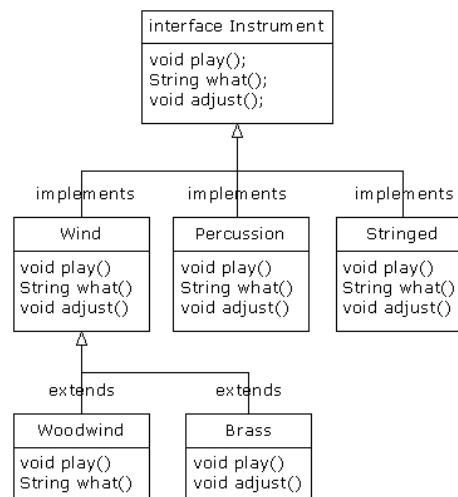 interface Instrument
void play();
String what();
void adjust();
implements
implements
implements
Wind
void play()
String what()
void adjust()
Percussion
void play()
String what()
void adjust()
Stringed
void play()
String what()
void adjust()
extends
extends
Woodwind
void play()
String what()
Brass
void play()
void adjust()